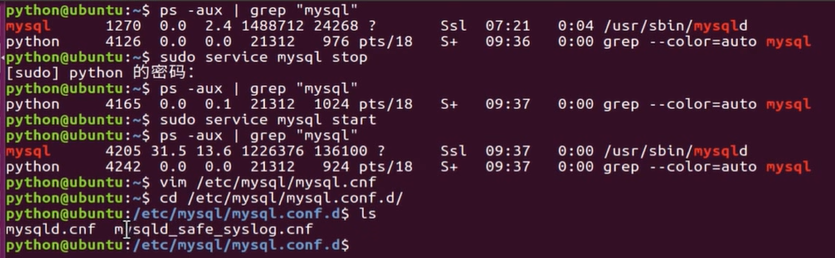 python@ubuntu:~$ ps -aux | grep "mysql"
mysql      1270  0.0  2.4 1488712 24268 ?       Ssl  07:21   0:04 /usr/sbin/mysqld
python     4126  0.0  0.0  21312   976 pts/18   S+   09:36   0:00 grep --color=auto mysql
python@ubuntu:~$ sudo service mysql stop
[sudo] python 的密码：
python@ubuntu:~$ ps -aux | grep "mysql"
python     4165  0.0  0.1  21312  1024 pts/18   S+   09:37   0:00 grep --color=auto mysql
python@ubuntu:~$ sudo service mysql start
python@ubuntu:~$ ps -aux | grep "mysql"
mysql      4205 31.5 13.6 1226376 136100 ?      Ssl  09:37   0:00 /usr/sbin/mysqld
python     4242  0.0  0.0  21312   924 pts/18   S+   09:37   0:00 grep --color=auto mysql
python@ubuntu:~$ vim /etc/mysql/mysql.cnf
python@ubuntu:~$ cd /etc/mysql/mysql.conf.d/
python@ubuntu:/etc/mysql/mysql.conf.d$ ls
mysqld.cnf  mysqld_safe_syslog.cnf
python@ubuntu:/etc/mysql/mysql.conf.d$